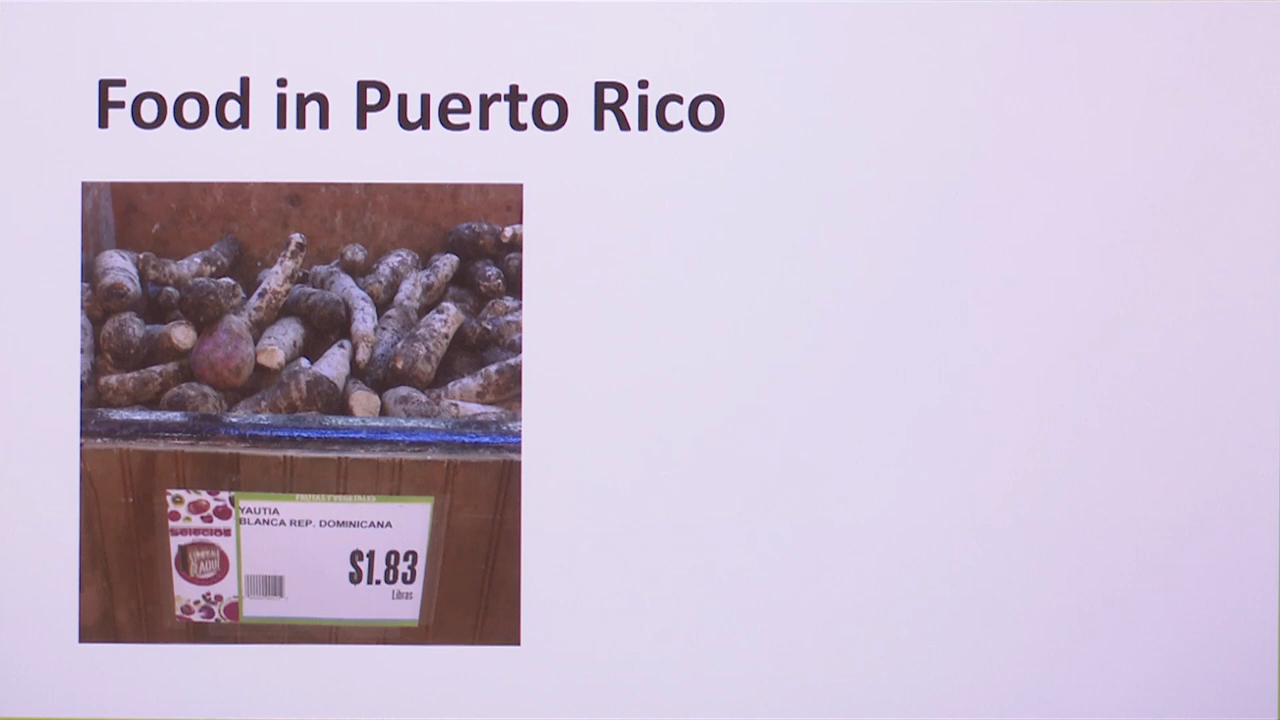 Food in Puerto Rico
FRUTAS Y VEGETALES
YAUTIA
BLANCA REP. DOMINICANA
Selectos
$1.83
Libras